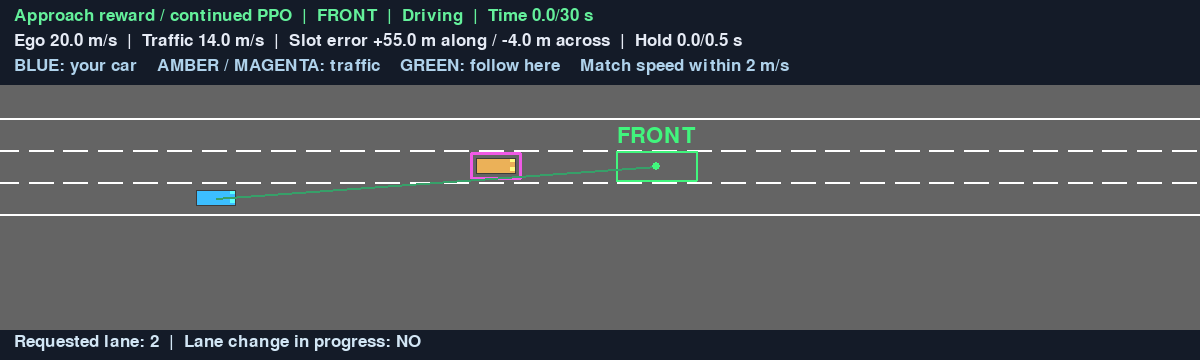 Approach reward / continued PPO | FRONT | Driving | Time 0.0/30 s
Ego 20.0 m/s | Traffic 14.0 m/s | Slot error +55.0 m along / -4.0 m across | Hold 0.0/0.5 s
BLUE: your car AMBER / MAGENTA: traffic GREEN: follow here Match speed within 2 m/s
FRONT
Requested lane: 2 | Lane change in progress: NO